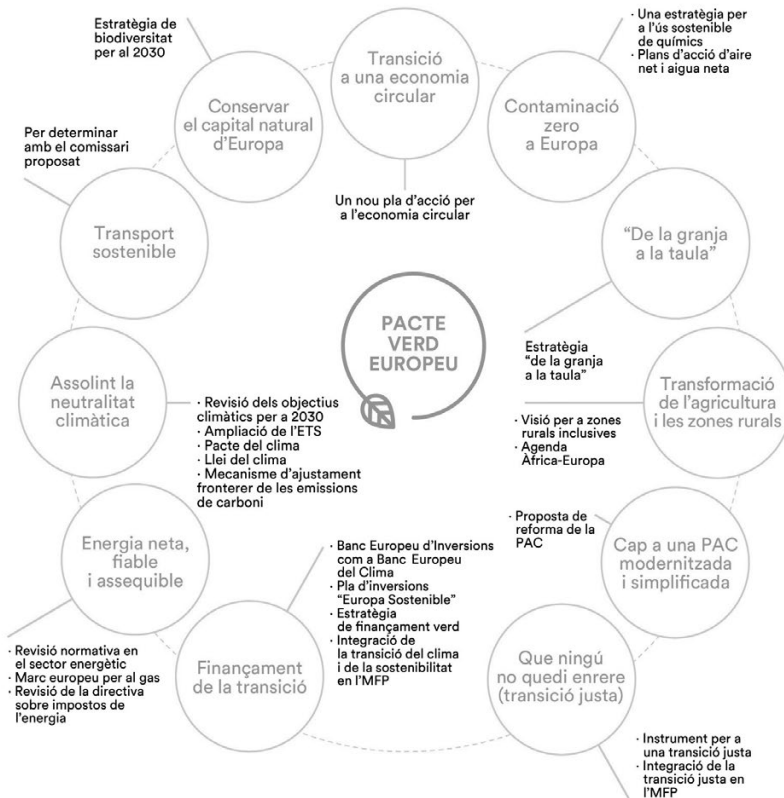 Estratègia de
biodiversitat
per al 2030
Transició
a una economia
circular
· Una estratègia per
a l'ús sostenible
de químics
· Plans d'acció d'aire
net i aigua neta
Conservar
el capital natural
d'Europa
Contaminació
zero
a Europa
Per determinar
amb el comissari
proposat
Un nou pla d'acció per
a l'economia circular
Transport
sostenible
"De la granja
a la taula"
PACTE
VERD
EUROPEU
Estratègia
"de la granja
a la taula"
Assolint la
neutralitat
climàtica
· Revisió dels objectius
climàtics per a 2030
· Ampliació de l'ETS
· Pacte del clima
· Llei del clima
· Mecanisme d'ajustament
fronterer de les emissions
de carboni
Transformació
de l'agricultura
i les zones rurals
· Visió per a zones
rurals inclusives
· Agenda
Àfrica-Europa
Energia neta,
fiable
i assequible
· Banc Europeu d'Inversions
com a Banc Europeu
del Clima
· Pla d'inversions
"Europa Sostenible"
· Estratègia
de finançament verd
· Integració de
la transició del clima
i de la sostenibilitat
en l'MFP
· Proposta de
reforma de la
PAC
Cap a una PAC
modernitzada
i simplificada
· Revisió normativa en
el sector energètic
· Marc europeu per al gas
· Revisió de la directiva
sobre impostos de
l'energia
Finançament
de la transició
Que ningú
no quedi enrere
(transició justa)
· Instrument per a
una transició justa
· Integració de la
transició justa en
l'MFP